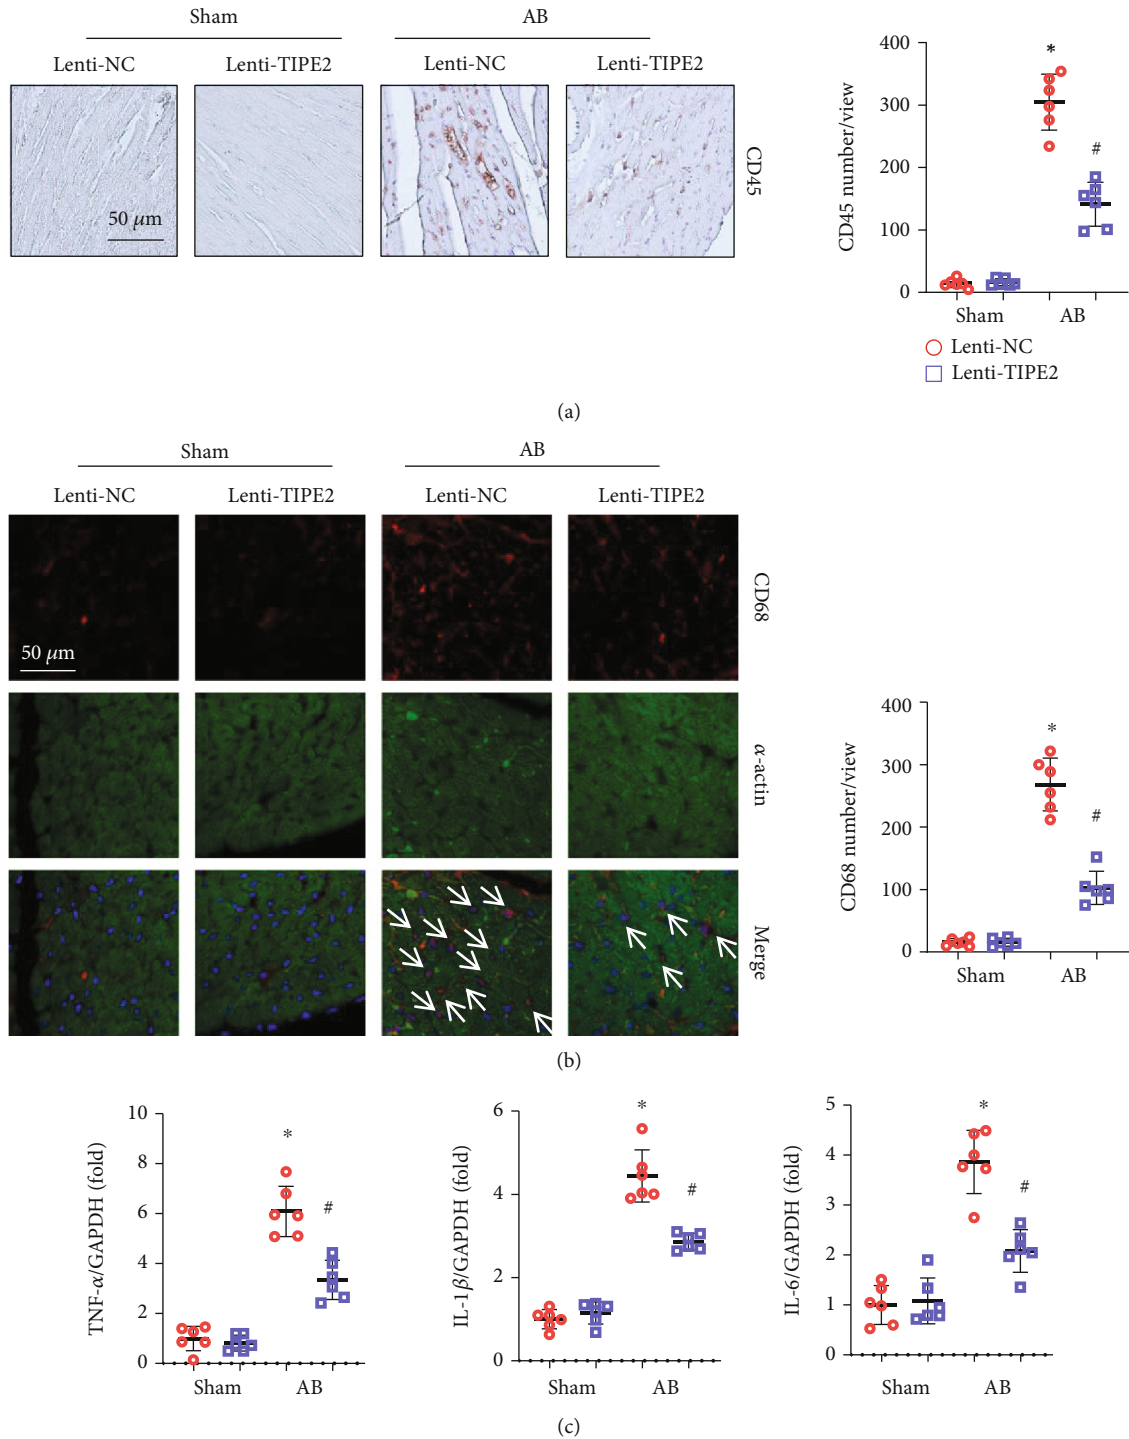 Sham AB
Lenti-NC Lenti-TIPE2 Lenti-NC Lenti-TIPE2
50 μm
CD45
CD45 number/view
400
300
200
100
0
*
#
Sham AB
Lenti-NC
Lenti-TIPE2
(a)
Sham AB
Lenti-NC Lenti-TIPE2 Lenti-NC Lenti-TIPE2
50 μm
CD68
α-actin
Merge
CD68 number/view
400
300
200
100
0
*
#
Sham AB
(b)
TNF-α/GAPDH (fold)
10
8
6
4
2
0
*
#
Sham AB
IL-1β/GAPDH (fold)
6
4
2
0
*
#
Sham AB
IL-6/GAPDH (fold)
5
4
3
2
1
0
*
#
Sham AB
(c)